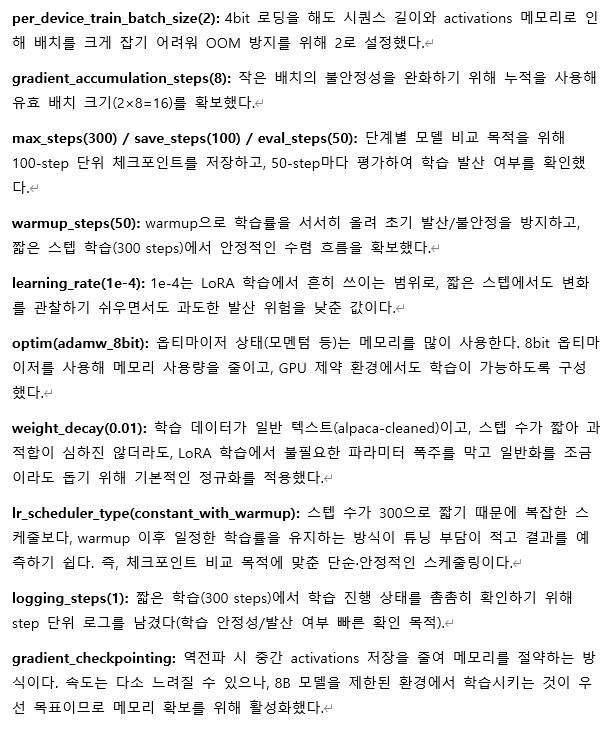 per_device_train_batch_size(2): 4bit 로딩을 해도 시퀀스 길이와 activations 메모리로 인
해 배치를 크게 잡기 어려워 OOM 방지를 위해 2로 설정했다.↵
gradient_accumulation_steps(8): 작은 배치의 불안정성을 완화하기 위해 누적을 사용해
유효 배치 크기(2×8=16)를 확보했다.↵
max_steps(300) / save_steps(100) / eval_steps(50): 단계별 모델 비교 목적을 위해
100-step 단위 체크포인트를 저장하고, 50-step마다 평가하여 학습 발산 여부를 확인했
다.↵
warmup_steps(50): warmup으로 학습률을 서서히 올려 초기 발산/불안정을 방지하고,
짧은 스텝 학습(300 steps)에서 안정적인 수렴 흐름을 확보했다.↵
learning_rate(1e-4): 1e-4는 LoRA 학습에서 흔히 쓰이는 범위로, 짧은 스텝에서도 변화
를 관찰하기 쉬우면서도 과도한 발산 위험을 낮춘 값이다.↵
optim(adamw_8bit): 옵티마이저 상태(모멘텀 등)는 메모리를 많이 사용한다. 8bit 옵티마
이저를 사용해 메모리 사용량을 줄이고, GPU 제약 환경에서도 학습이 가능하도록 구성
했다.↵
weight_decay(0.01): 학습 데이터가 일반 텍스트(alpaca-cleaned)이고, 스텝 수가 짧아 과
적합이 심하진 않더라도, LoRA 학습에서 불필요한 파라미터 폭주를 막고 일반화를 조금
이라도 돕기 위해 기본적인 정규화를 적용했다.↵
lr_scheduler_type(constant_with_warmup): 스텝 수가 300으로 짧기 때문에 복잡한 스
케줄보다, warmup 이후 일정한 학습률을 유지하는 방식이 튜닝 부담이 적고 결과를 예
측하기 쉽다. 즉, 체크포인트 비교 목적에 맞춘 단순·안정적인 스케줄링이다.↵
logging_steps(1): 짧은 학습(300 steps)에서 학습 진행 상태를 촘촘히 확인하기 위해
step 단위 로그를 남겼다(학습 안정성/발산 여부 빠른 확인 목적).↵
gradient_checkpointing: 역전파 시 중간 activations 저장을 줄여 메모리를 절약하는 방
식이다. 속도는 다소 느려질 수 있으나, 8B 모델을 제한된 환경에서 학습시키는 것이 우
선 목표이므로 메모리 확보를 위해 활성화했다.↵